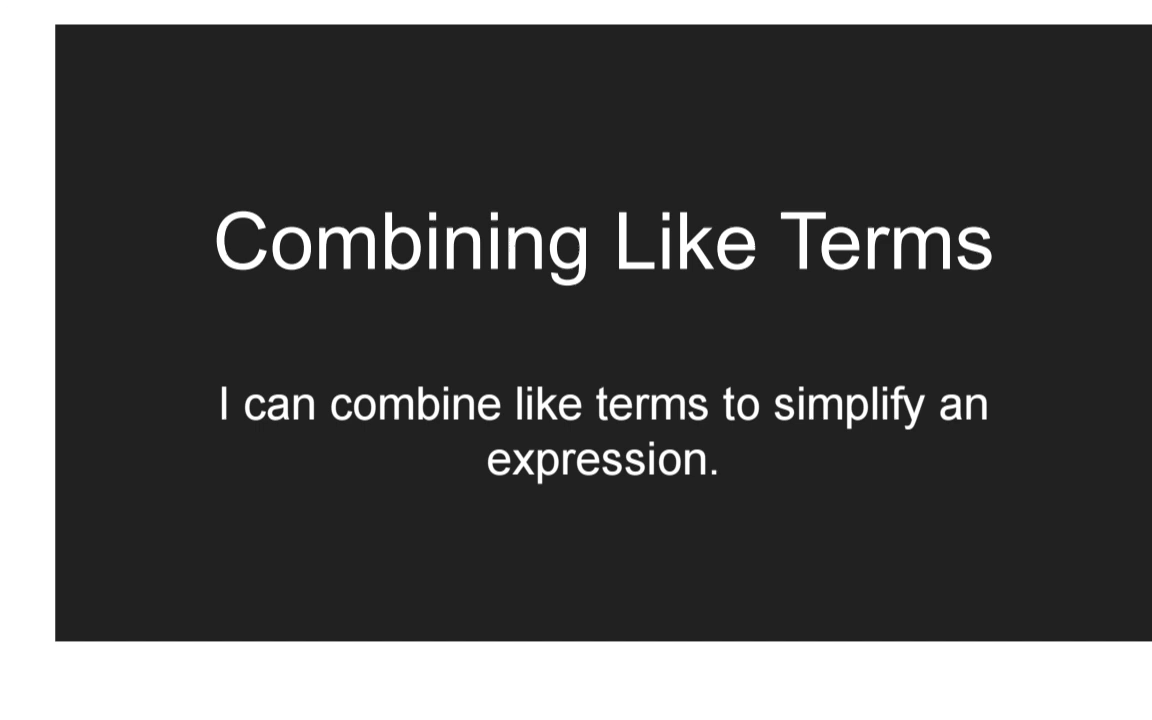 Combining Like Terms
I can combine like terms to simplify an
expression.